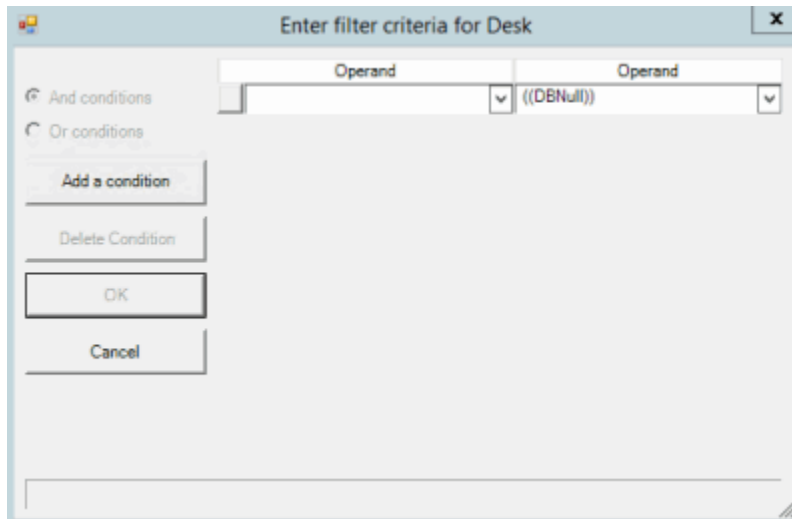 Enter filter criteria for Desk
x
Operand Operand
And conditions
((DBNull))
Or conditions
Add a condition
Delete Condition
OK
Cancel